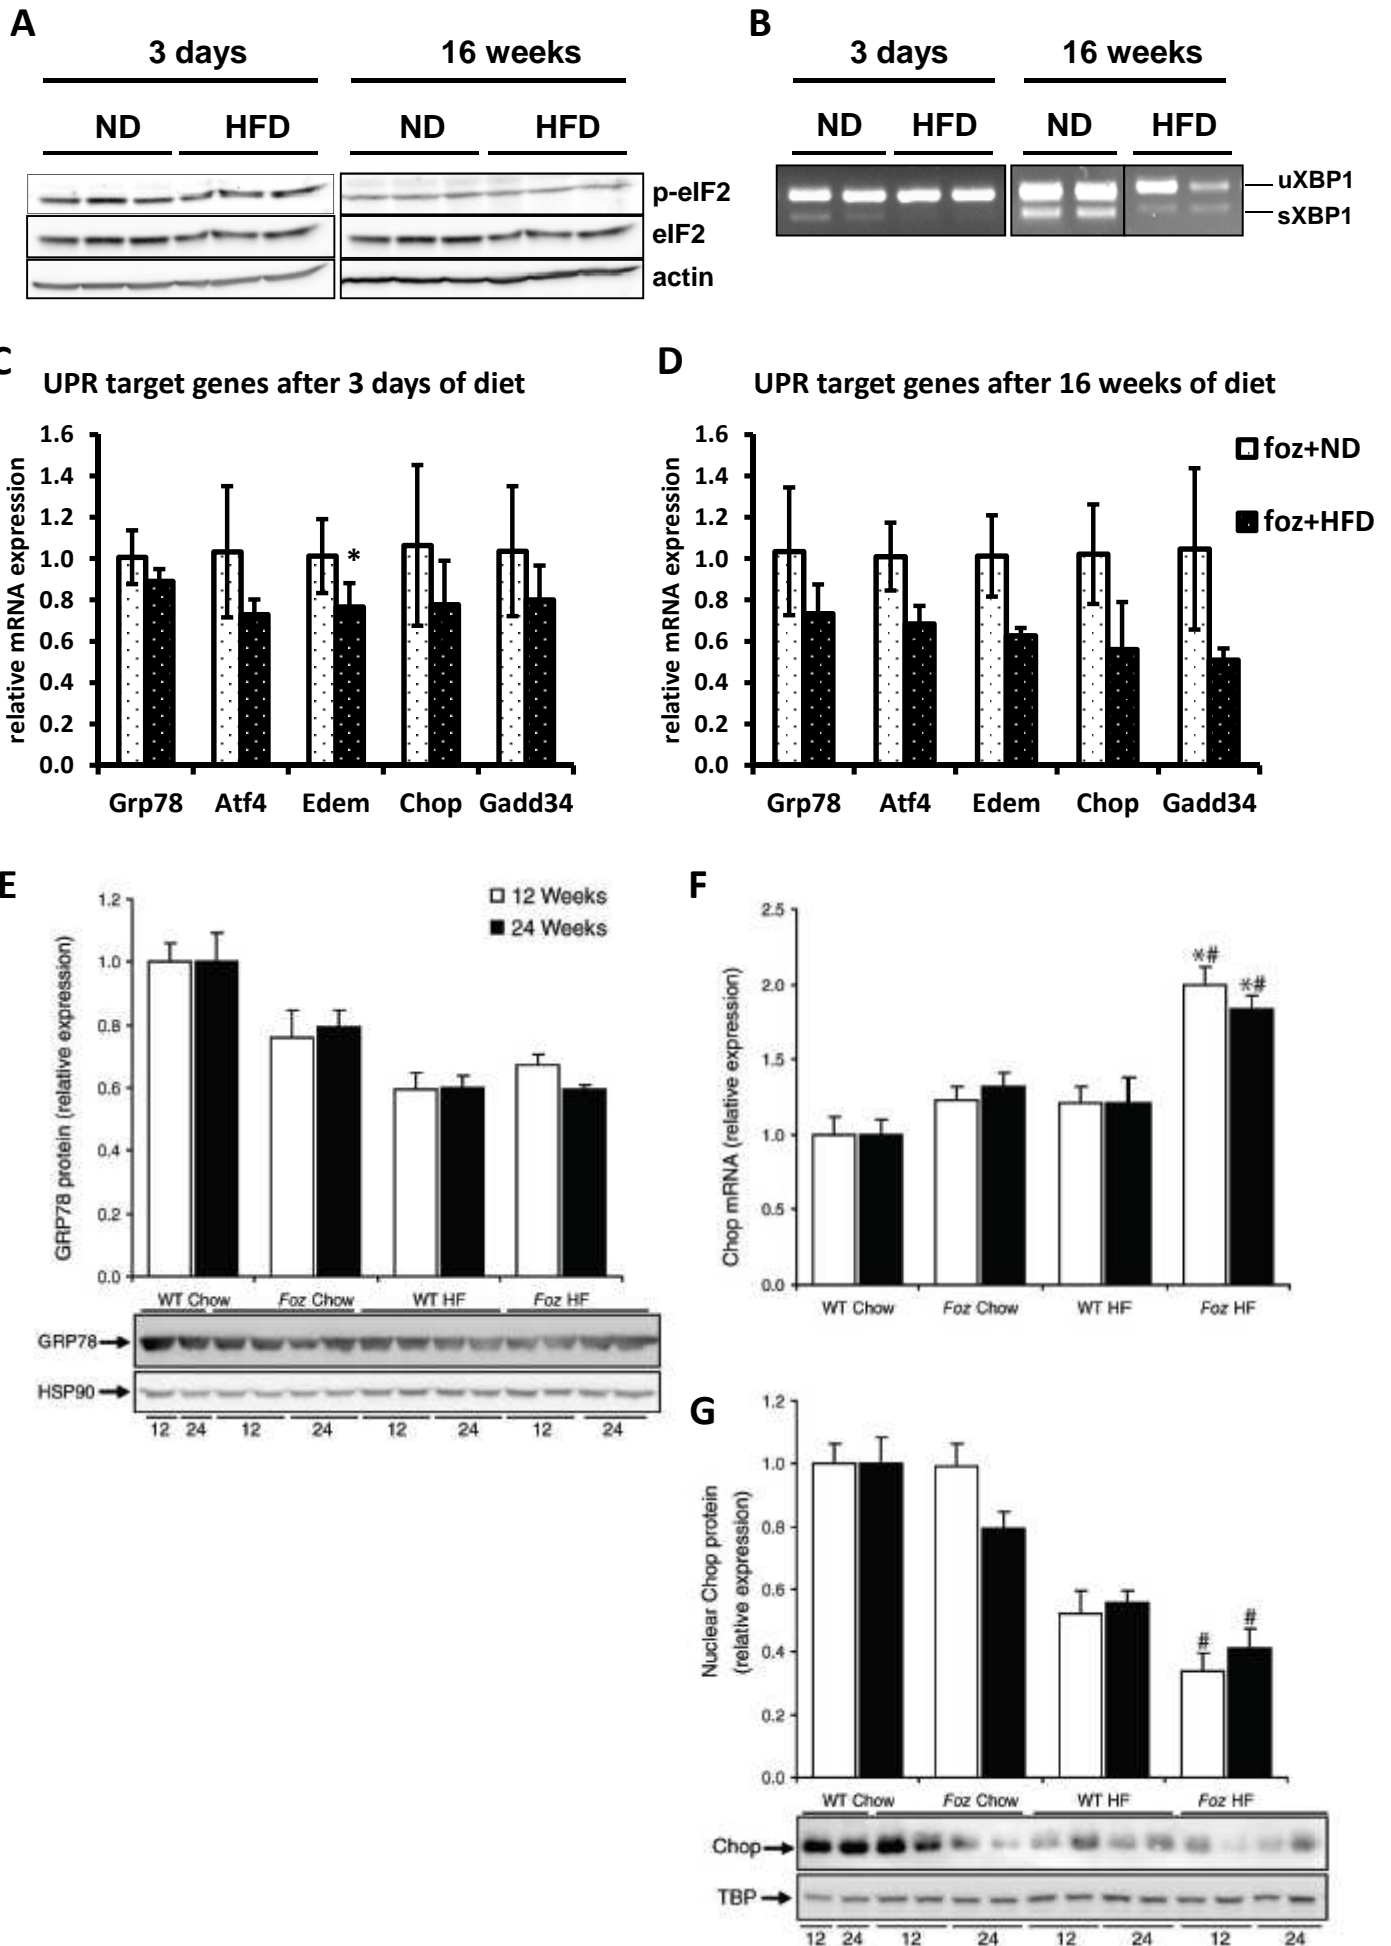 A
3 days
16 weeks
ND
HFD
ND
HFD
p-eIF2
eIF2
actin
B
3 days
16 weeks
ND
HFD
ND
HFD
uXBP1
sXBP1
C
UPR target genes after 3 days of diet
relative mRNA expression
1.6
1.4
1.2
1.0
0.8
0.6
0.4
0.2
0.0
*
Grp78
Atf4
Edem
Chop
Gadd34
D
UPR target genes after 16 weeks of diet
relative mRNA expression
1.6
1.4
1.2
1.0
0.8
0.6
0.4
0.2
0.0
foz+ND
foz+HFD
Grp78
Atf4
Edem
Chop
Gadd34
E
GRP78 protein (relative expression)
1.2
1.0
0.8
0.6
0.4
0.2
0.0
12 Weeks
24 Weeks
WT Chow
Foz Chow
WT HF
Foz HF
GRP78
HSP90
12 24 12 24 12 24 12 24
F
Chop mRNA (relative expression)
2.5
2.0
1.5
1.0
0.5
0.0
*#
*#
WT Chow
Foz Chow
WT HF
Foz HF
G
Nuclear Chop protein
(relative expression)
1.2
1.0
0.8
0.6
0.4
0.2
0.0
#
#
WT Chow
Foz Chow
WT HF
Foz HF
Chop
TBP
12 24 12 24 12 24 12 24